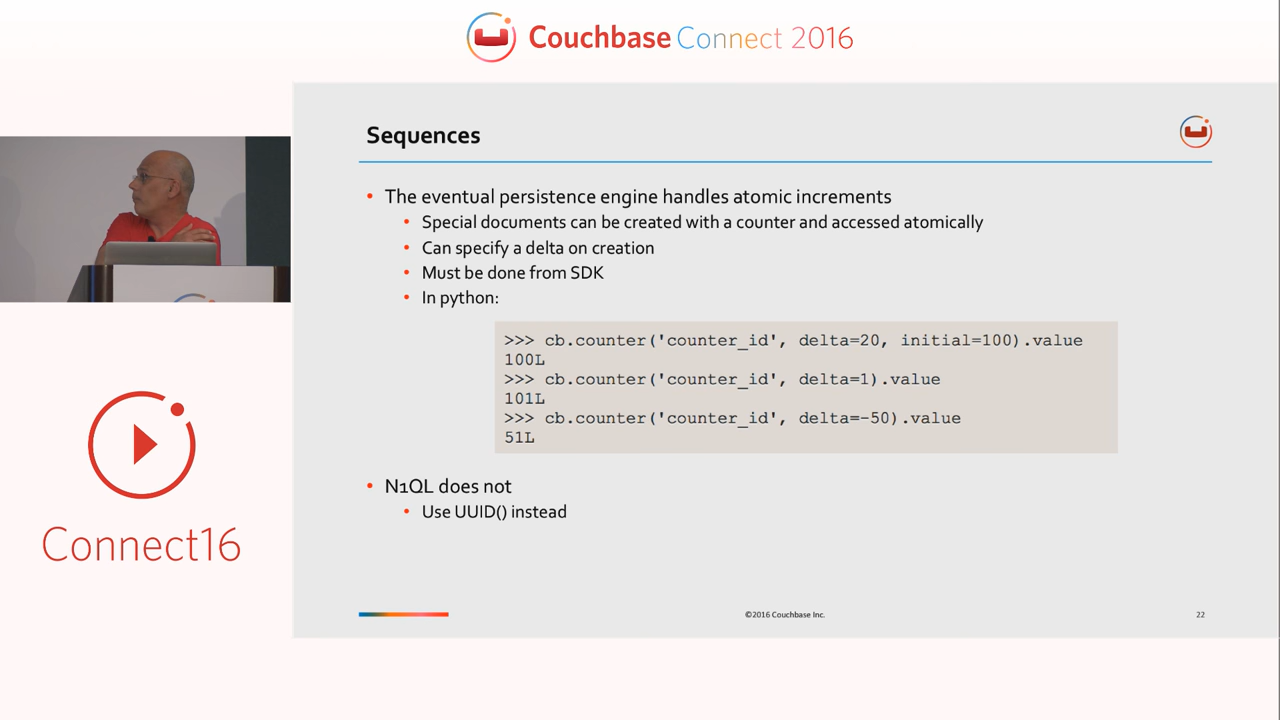 Couchbase Connect 2016
Sequences
• The eventual persistence engine handles atomic increments
• Special documents can be created with a counter and accessed atomically
• Can specify a delta on creation
• Must be done from SDK
• In python:
>>> cb.counter('counter_id', delta=20, initial=100).value
100L
>>> cb.counter('counter_id', delta=1).value
101L
>>> cb.counter('counter_id', delta=-50).value
51L
• N1QL does not
• Use UUID() instead
Connect16
©2016 Couchbase Inc.
22